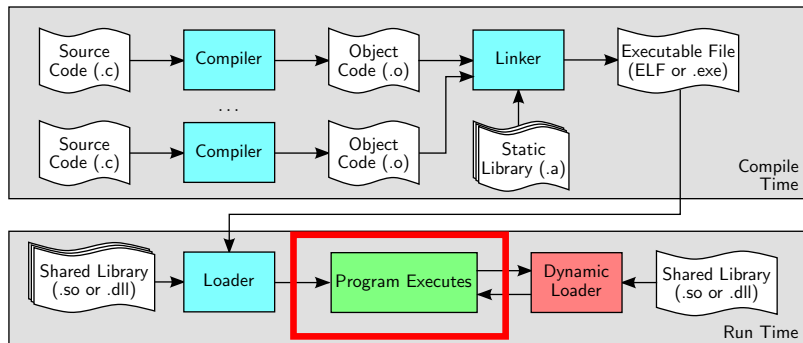 Source
Code (.c)
Compiler
Object
Code (.o)
Linker
Executable File
(ELF or .exe)
...
Source
Code (.c)
Compiler
Object
Code (.o)
Static
Library (.a)
Compile
Time
Shared Library
(.so or .dll)
Loader
Program Executes
Dynamic
Loader
Shared Library
(.so or .dll)
Run Time